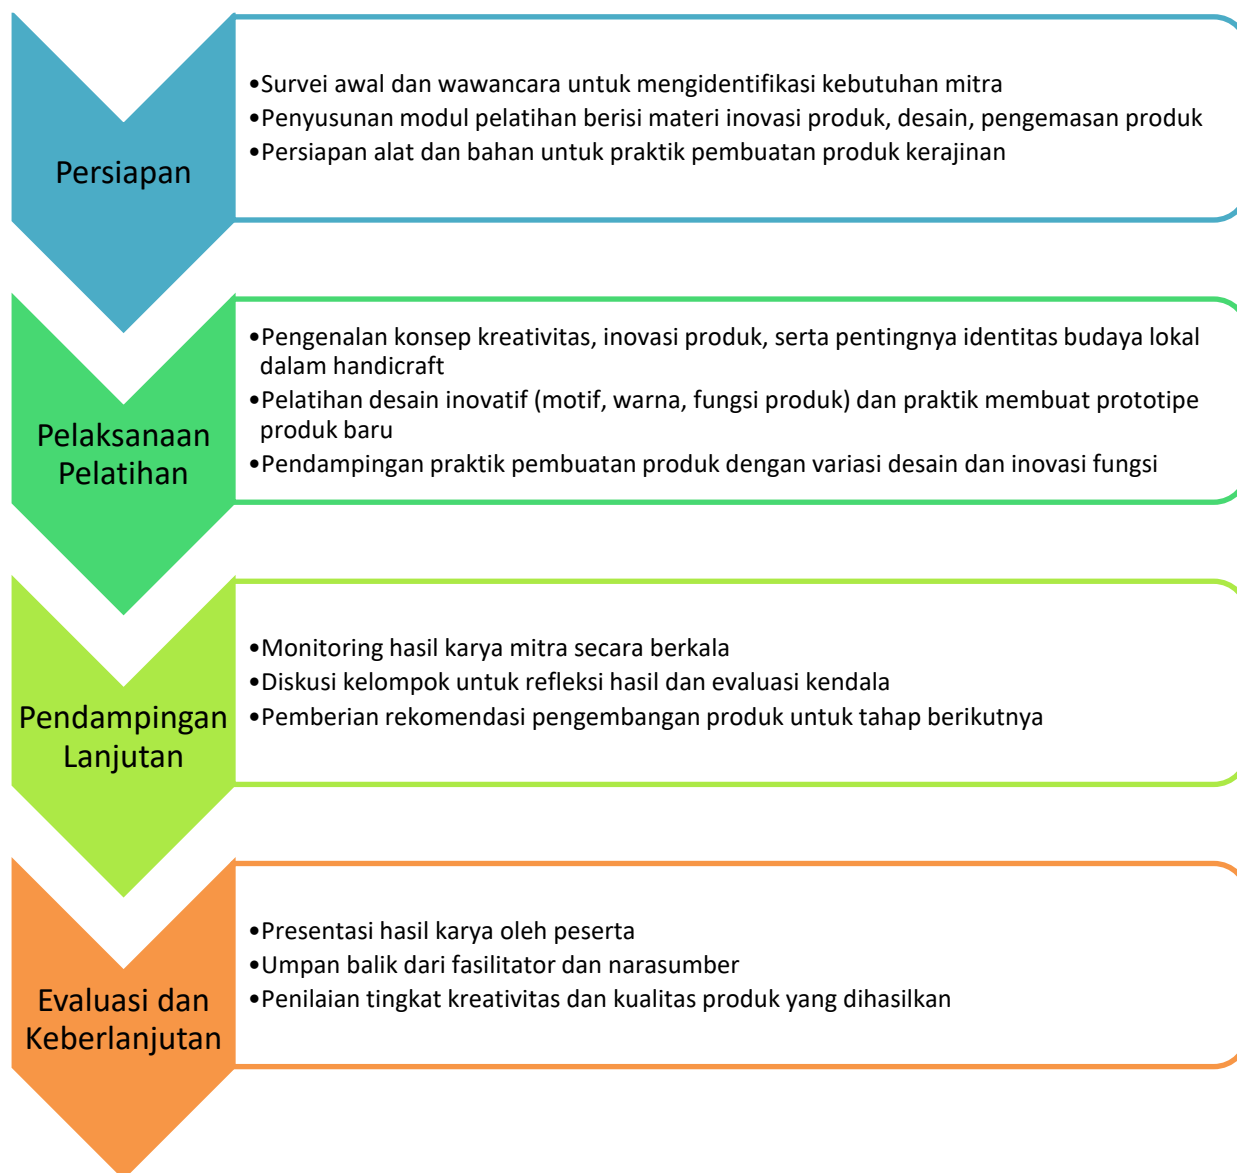 Persiapan
•Survei awal dan wawancara untuk mengidentifikasi kebutuhan mitra
•Penyusunan modul pelatihan berisi materi inovasi produk, desain, pengemasan produk
•Persiapan alat dan bahan untuk praktik pembuatan produk kerajinan
Pelaksanaan
Pelatihan
•Pengenalan konsep kreativitas, inovasi produk, serta pentingnya identitas budaya lokal
dalam handicraft
•Pelatihan desain inovatif (motif, warna, fungsi produk) dan praktik membuat prototipe
produk baru
•Pendampingan praktik pembuatan produk dengan variasi desain dan inovasi fungsi
Pendampingan
Lanjutan
•Monitoring hasil karya mitra secara berkala
•Diskusi kelompok untuk refleksi hasil dan evaluasi kendala
•Pemberian rekomendasi pengembangan produk untuk tahap berikutnya
Evaluasi dan
Keberlanjutan
•Presentasi hasil karya oleh peserta
•Umpan balik dari fasilitator dan narasumber
•Penilaian tingkat kreativitas dan kualitas produk yang dihasilkan